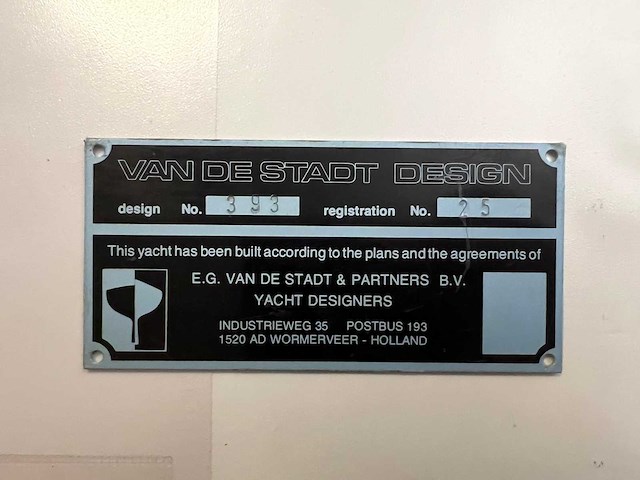 VAN DE STADT DESIGN
design No. 393 registration No. 25
This yacht has been built according to the plans and the agreements of
E.G. VAN DE STADT & PARTNERS B.V.
YACHT DESIGNERS
INDUSTRIEWEG 35 POSTBUS 193
1520 AD WORMERVEER - HOLLAND